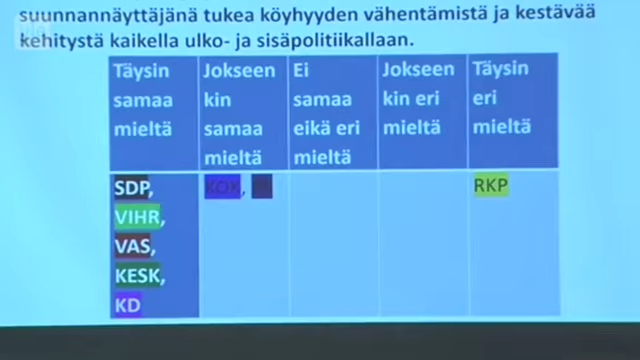 suunnannäyttäjänä tukea köyhyyden vähentämistä ja kestävää
kehitystä kaikella ulko- ja sisäpolitiikallaan.
Täysin samaa mieltä
Jokseen kin samaa mieltä
Ei samaa eikä eri mieltä
Jokseen kin eri mieltä
Täysin eri mieltä
SDP,
VIHR,
VAS,
KESK,
KD
KOK,
RKP